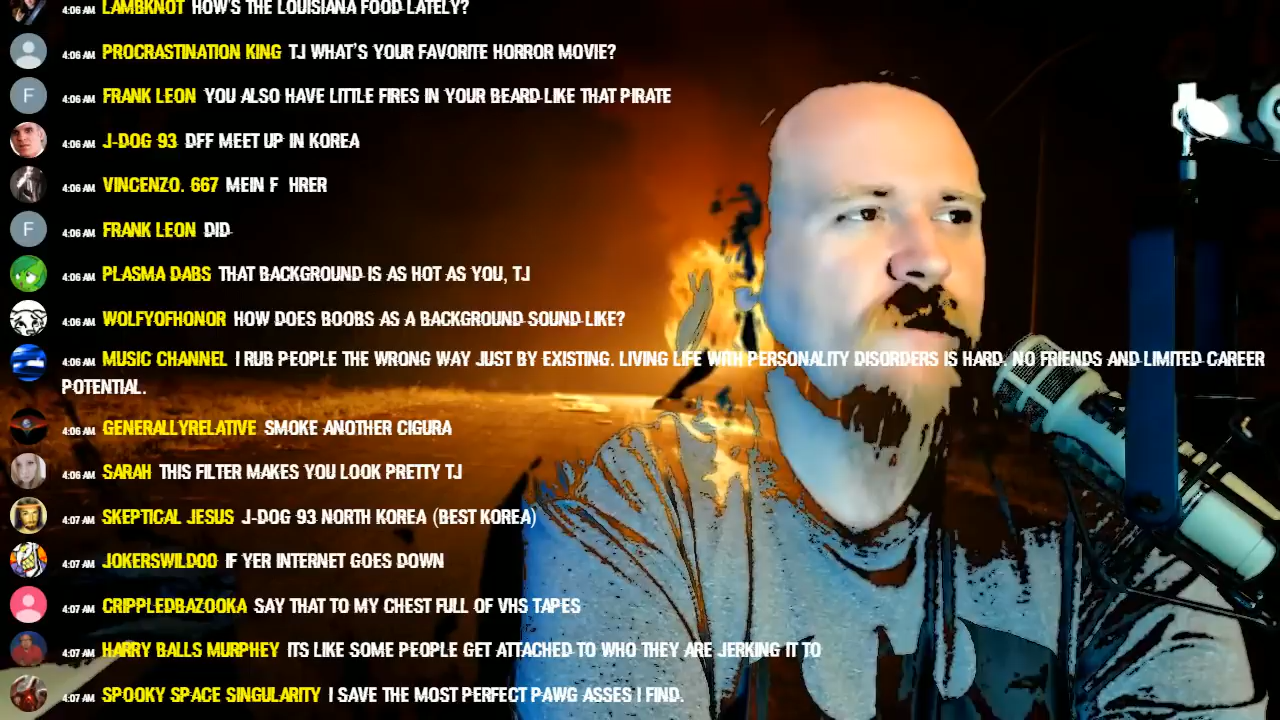 4:06 AM LAMBKNOT HOW'S THE LOUISIANA FOOD LATELY?
4:06 AM PROCRASTINATION KING TJ WHAT'S YOUR FAVORITE HORROR MOVIE?
F 4:06 AM FRANK LEON YOU ALSO HAVE LITTLE FIRES IN YOUR BEARD LIKE THAT PIRATE
4:06 AM J-DOG 93 DFF MEET UP IN KOREA
4:06 AM VINCENZO. 667 MEIN F HRER
F 4:06 AM FRANK LEON DID
4:06 AM PLASMA DABS THAT BACKGROUND IS AS HOT AS YOU, TJ
4:06 AM WOLFYOFHONOR HOW DOES BOOBS AS A BACKGROUND SOUND LIKE?
4:06 AM MUSIC CHANNEL I RUB PEOPLE THE WRONG WAY JUST BY EXISTING. LIVING LIFE WITH PERSONALITY DISORDERS IS HARD. NO FRIENDS AND LIMITED CAREER
POTENTIAL.
4:06 AM GENERALLYRELATIVE SMOKE ANOTHER CIGURA
4:06 AM SARAH THIS FILTER MAKES YOU LOOK PRETTY TJ
4:07 AM SKEPTICAL JESUS J-DOG 93 NORTH KOREA (BEST KOREA)
4:07 AM JOKERSWILDOO IF YER INTERNET GOES DOWN
4:07 AM CRIPPLEDBAZOOKA SAY THAT TO MY CHEST FULL OF VHS TAPES
4:07 AM HARRY BALLS MURPHEY ITS LIKE SOME PEOPLE GET ATTACHED TO WHO THEY ARE JERKING IT TO
4:07 AM SPOOKY SPACE SINGULARITY I SAVE THE MOST PERFECT PAWG ASSES I FIND.